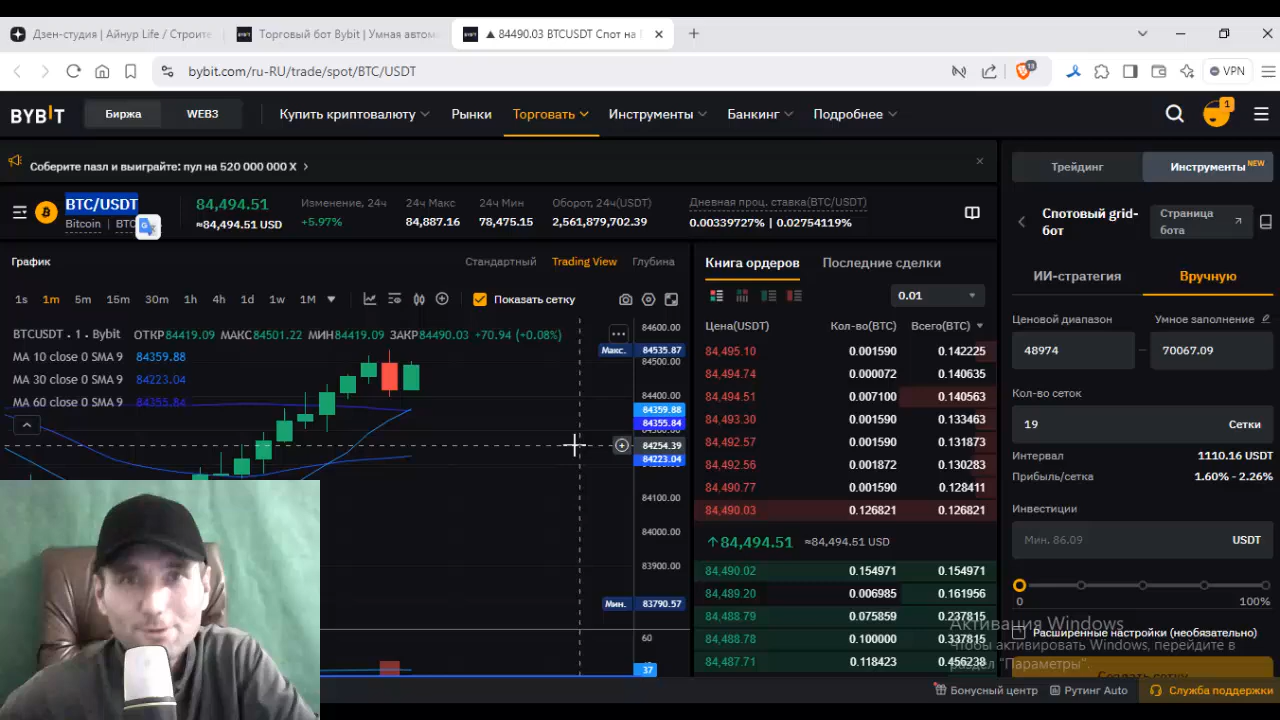 Дзен-студия | Айнур Life / Строите
Торговый бот Bybit | Умная автом
▲ 84490.03 BTCUSDT Спот на
bybit.com/ru-RU/trade/spot/BTC/USDT
18
VPN
BYBIT
Биржа
WEB3
Купить криптовалюту
Рынки
Торговать
Инструменты
Банкинг
Подробнее
1
Соберите пазл и выиграйте: пул на 520 000 000 X
Трейдинг
Инструменты NEW
BTC/USDT
Bitcoin | BTC
84,494.51
≈84,494.51 USD
Изменение, 24ч
+5.97%
24ч Макс
84,887.16
24ч Мин
78,475.15
Оборот, 24ч(USDT)
2,561,879,702.39
Дневная проц. ставка(BTC/USDT)
0.00339727% | 0.02754119%
Спотовый grid-
бот
Страница
бота
График
Стандартный
Trading View
Глубина
Книга ордеров
Последние сделки
ИИ-стратегия
Вручную
1s 1m 5m 15m 30m 1h 4h 1d 1w 1M
Показать сетку
0.01
BTCUSDT · 1 · Bybit ОТКР84419.09 МАКС84501.22 МИН84419.09 ЗАКР84490.03 +70.94 (+0.08%)
MA 10 close 0 SMA 9 84359.88
MA 30 close 0 SMA 9 84223.04
MA 60 close 0 SMA 9 84355.84
84600.00
Макс. 84535.87
84500.00
84400.00
84359.88
84355.84
84254.39
84223.04
84100.00
84000.00
83900.00
Мин. 83790.57
60
37
Цена(USDT) Кол-во(BTC) Всего(BTC)
84,495.10 0.001590 0.142225
84,494.74 0.000072 0.140635
84,494.51 0.007100 0.140563
84,493.30 0.001590 0.133463
84,492.57 0.001590 0.131873
84,492.56 0.001872 0.130283
84,490.77 0.001590 0.128411
84,490.03 0.126821 0.126821
↑84,494.51 ≈84,494.51 USD
84,490.02 0.154971 0.154971
84,489.20 0.006985 0.161956
84,488.79 0.075859 0.237815
84,488.78 0.100000 0.337815
84,487.71 0.118423 0.456238
Ценовой диапазон
Умное заполнение
48974
70067.09
Кол-во сеток
19
Сетки
Интервал
1110.16 USDT
Прибыль/сетка
1.60% - 2.26%
Инвестиции
Мин. 86.09
USDT
0
100%
Активация Windows
Расширенные настройки (необязательно)
Чтобы активировать Windows, перейдите в
раздел "Параметры".
Бонусный центр
Рутинг Auto
Служба поддержки